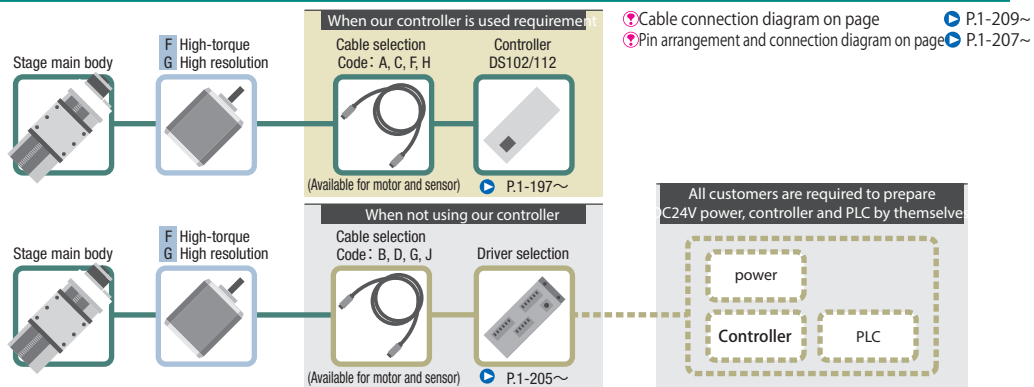 When our controller is used requirement
Cable connection diagram on page P.1-209~
Pin arrangement and connection diagram on page P.1-207~
Stage main body
F High-torque
G High resolution
Cable selection
Code: A, C, F, H
Controller
DS102/112
(Available for motor and sensor)
P.1-197~
When not using our controller
Stage main body
F High-torque
G High resolution
Cable selection
Code: B, D, G, J
Driver selection
(Available for motor and sensor)
P.1-205~
All customers are required to prepare
DC24V power, controller and PLC by themselves
power
Controller
PLC